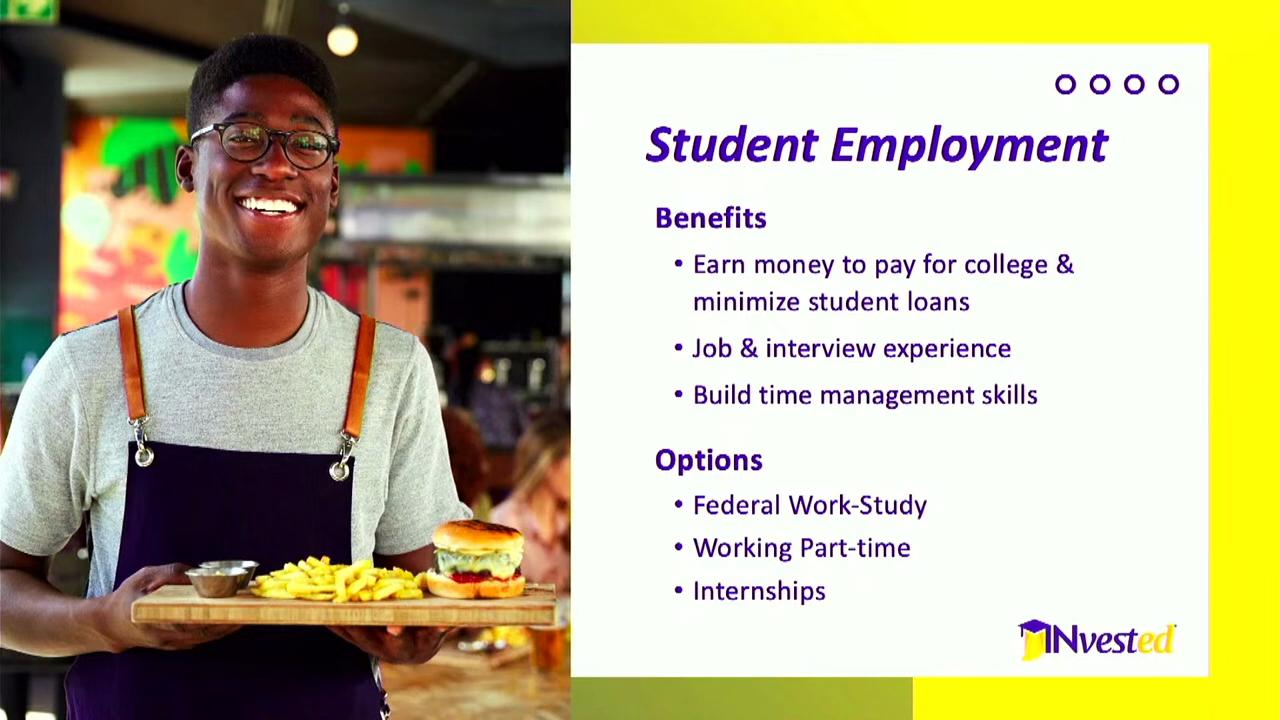 Student Employment
Benefits
• Earn money to pay for college &
minimize student loans
• Job & interview experience
• Build time management skills
Options
• Federal Work-Study
• Working Part-time
• Internships
INvested